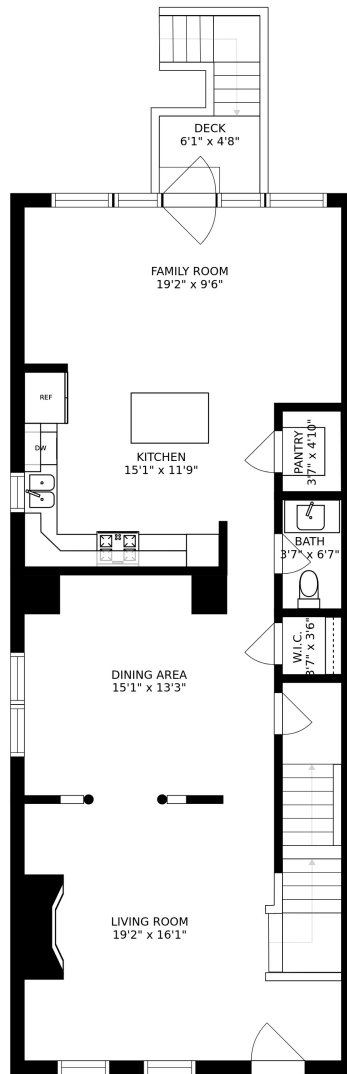 DECK
6'1" x 4'8"
FAMILY ROOM
19'2" x 9'6"
REF
DW
KITCHEN
15'1" x 11'9"
PANTRY
3'7" x 4'10"
BATH
3'7" x 6'7"
W.I.C.
3'7" x 3'6"
DINING AREA
15'1" x 13'3"
LIVING ROOM
19'2" x 16'1"